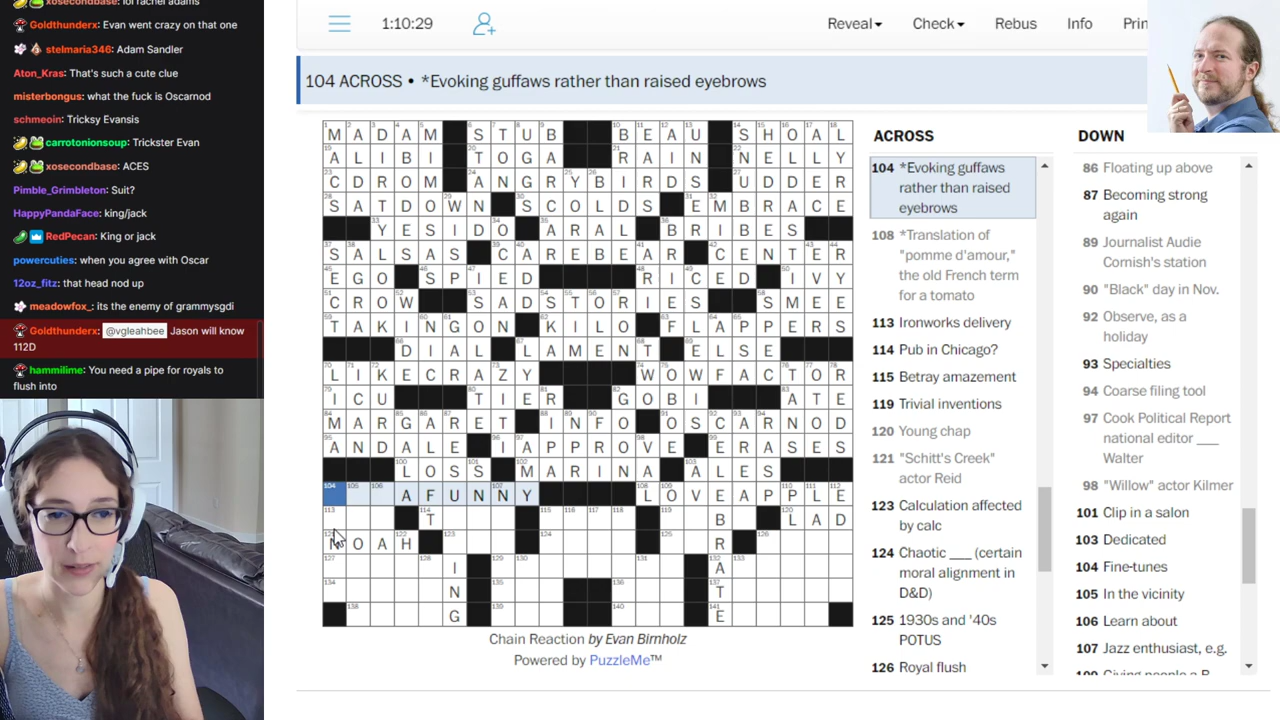 xosecondbase: lol rachel adams
Goldthunderx: Evan went crazy on that one
stelmaria346: Adam Sandler
Aton_Kras: That's such a cute clue
misterbongus: what the fuck is Oscarnod
schmeoin: Tricksy Evansis
carrotionsoup: Trickster Evan
xosecondbase: ACES
Pimble_Grimbleton: Suit?
HappyPandaFace: king/jack
RedPecan: King or jack
powercuties: when you agree with Oscar
12oz_fitz: that head nod up
meadowfox_: its the enemy of grammysgdi
Goldthunderx: @vgleahbee Jason will know
112D
hammilime: You need a pipe for royals to
flush into
1:10:29
Reveal
Check
Rebus
Info
Prin
104 ACROSS • *Evoking guffaws rather than raised eyebrows
M A D A M S T U B B E A U S H O A L
A L I B I T O G A R A I N N E L L Y
C D R O M A N G R Y B I R D S U D D E R
S A T D O W N S C O L D S E M B R A C E
Y E S I D O A R A L B R I B E S
S A L S A S C A R E B E A R C E N T E R
E G O S P I E D R I C E D I V Y
C R O W S A D S T O R I E S S M E E
T A K I N G O N K I L O F L A P P E R S
D I A L L A M E N T E L S E
L I K E C R A Z Y W O W F A C T O R
I C U T I E R G O B I A T E
M A R G A R E T I N F O O S C A R N O D
A N D A L E I A P P R O V E E R A S E S
L O S S M A R I N A A L E S
A F U N N Y L O V E A P P L E
T B L A D
N O A H R
I A
N T
G E
Chain Reaction by Evan Birnholz
Powered by PuzzleMe™
ACROSS
104 *Evoking guffaws
rather than raised
eyebrows
108 *Translation of
"pomme d'amour,"
the old French term
for a tomato
113 Ironworks delivery
114 Pub in Chicago?
115 Betray amazement
119 Trivial inventions
120 Young chap
121 "Schitt's Creek"
actor Reid
123 Calculation affected
by calc
124 Chaotic ___ (certain
moral alignment in
D&D)
125 1930s and '40s
POTUS
126 Royal flush
DOWN
86 Floating up above
87 Becoming strong
again
89 Journalist Audie
Cornish's station
90 "Black" day in Nov.
92 Observe, as a
holiday
93 Specialties
94 Coarse filing tool
97 Cook Political Report
national editor ___
Walter
98 "Willow" actor Kilmer
101 Clip in a salon
103 Dedicated
104 Fine-tunes
105 In the vicinity
106 Learn about
107 Jazz enthusiast, e.g.
109 Giving people a B